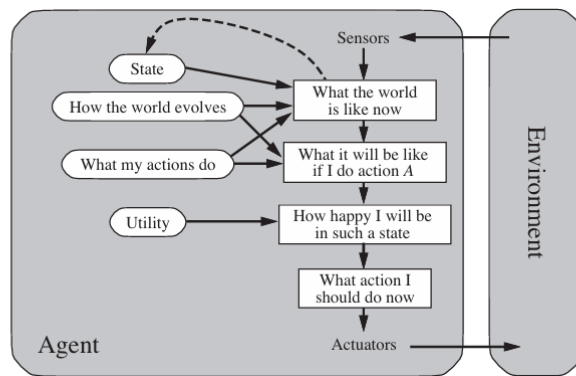 Sensors
State
What the world
is like now
How the world evolves
What it will be like
if I do action A
What my actions do
How happy I will be
in such a state
Utility
What action I
should do now
Agent
Actuators
Environment